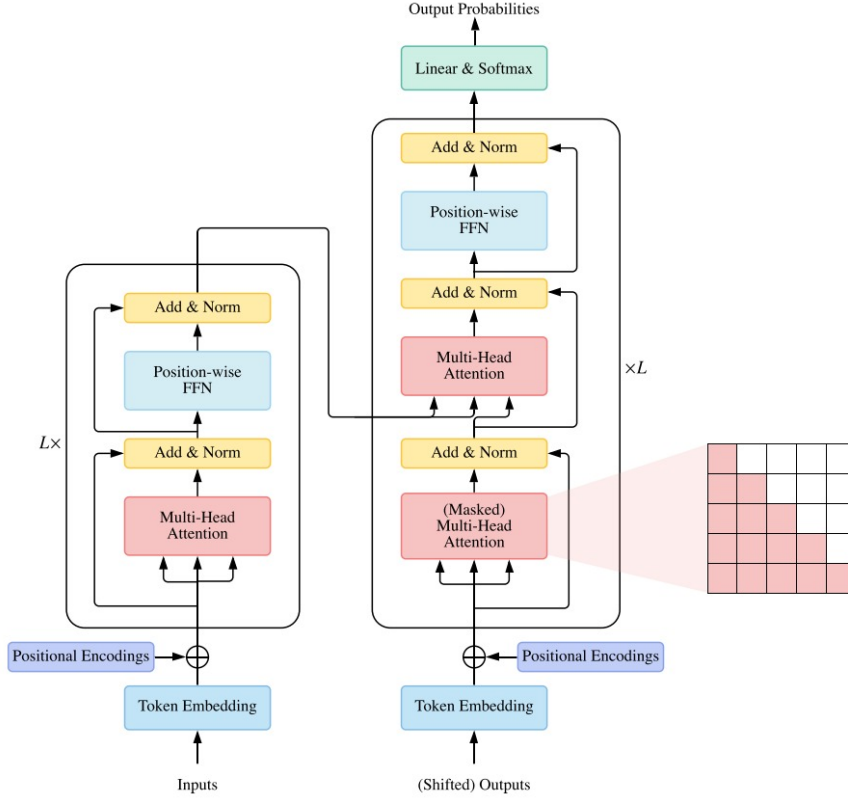 Output Probabilities
Linear & Softmax
Add & Norm
Position-wise
FFN
Add & Norm
Multi-Head
Attention
×L
Add & Norm
(Masked)
Multi-Head
Attention
Positional Encodings
Token Embedding
(Shifted) Outputs
Add & Norm
Position-wise
FFN
L×
Add & Norm
Multi-Head
Attention
Positional Encodings
Token Embedding
Inputs